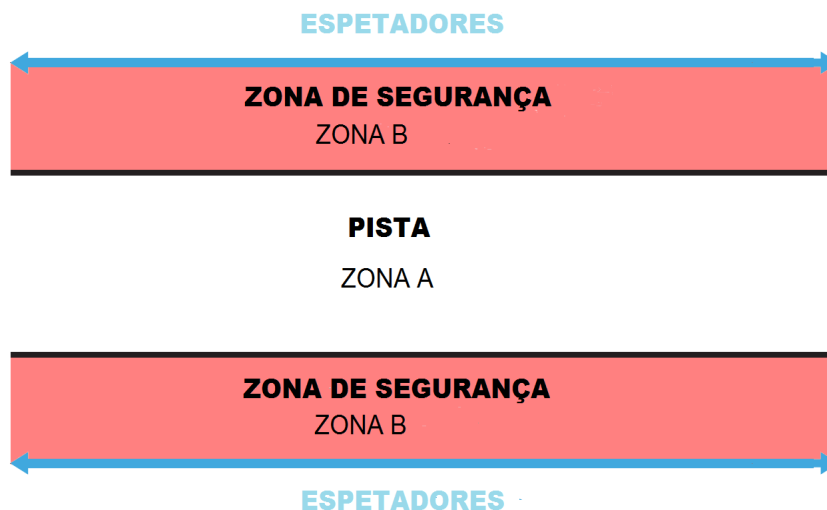 ESPETADORES
ZONA DE SEGURANÇA
ZONA B
PISTA
ZONA A
ZONA DE SEGURANÇA
ZONA B
ESPETADORES